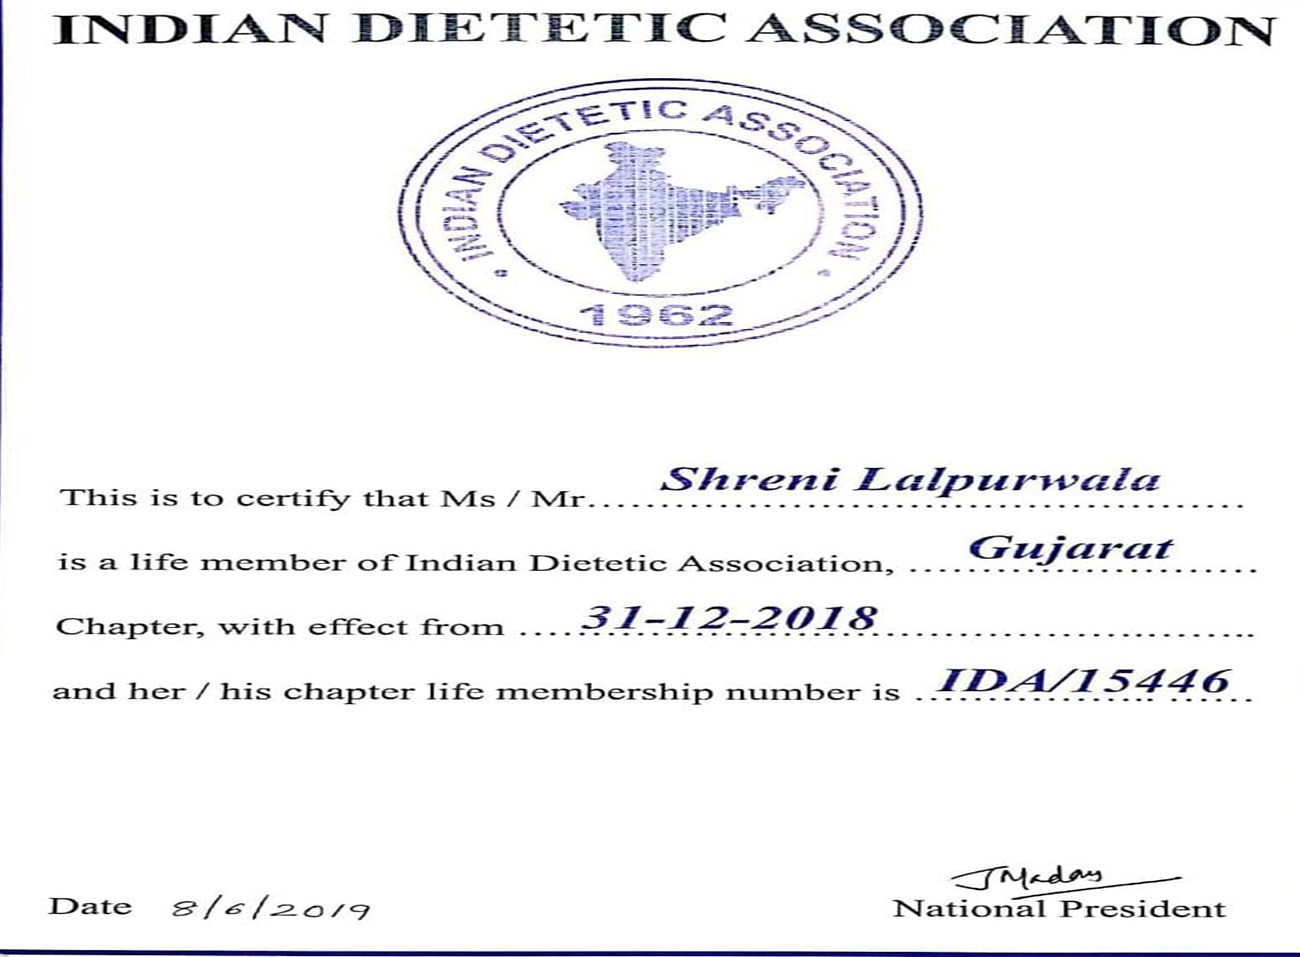 INDIAN DIETETIC ASSOCIATION
INDIAN DIETETIC ASSOCIATION
1962
This is to certify that Ms / Mr.......Shreni Lalpurwala.......
is a life member of Indian Dietetic Association, .......Gujarat.......
Chapter, with effect from .......31-12-2018.......
and her / his chapter life membership number is .......IDA/15446.......
Date 8/6/2019
National President